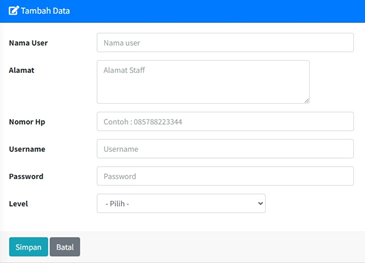 Tambah Data
Nama User Nama user
Alamat Alamat Staff
Nomor Hp Contoh : 085788223344
Username Username
Password Password
Level - Pilih -
Simpan Batal